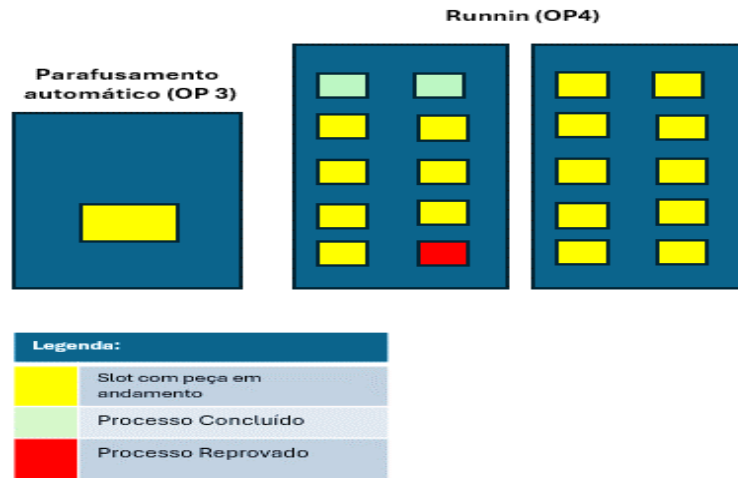 Runnin (OP4)
Parafusamento
automático (OP 3)
Legenda:
Slot com peça em
andamento
Processo Concluído
Processo Reprovado